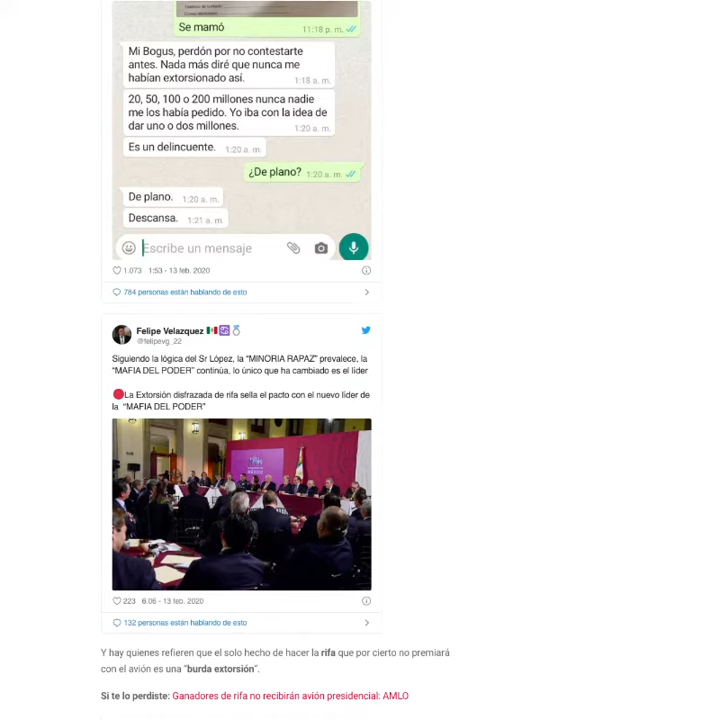 Se mamó
11:18 p. m.
Mi Bogus, perdón por no contestarte
antes. Nada más diré que nunca me
habían extorsionado así.
1:18 a. m.
20, 50, 100 o 200 millones nunca nadie
me los había pedido. Yo iba con la idea de
dar uno o dos millones.
1:20 a. m.
Es un delincuente. 1:20 a. m.
¿De plano? 1:20 a. m.
De plano. 1:20 a. m.
Descansa. 1:21 a. m.
Escribe un mensaje
1.073 1:53 - 13 feb. 2020
784 personas están hablando de esto
Felipe Velazquez
@felipevg_22
Siguiendo la lógica del Sr López, la “MINORIA RAPAZ” prevalece, la
“MAFIA DEL PODER” continúa, lo único que ha cambiado es el líder
La Extorsión disfrazada de rifa sella el pacto con el nuevo líder de
la “MAFIA DEL PODER”
223 6:06 - 13 feb. 2020
132 personas están hablando de esto
Y hay quienes refieren que el solo hecho de hacer la rifa que por cierto no premiará
con el avión es una “burda extorsión”.
Si te lo perdiste: Ganadores de rifa no recibirán avión presidencial: AMLO